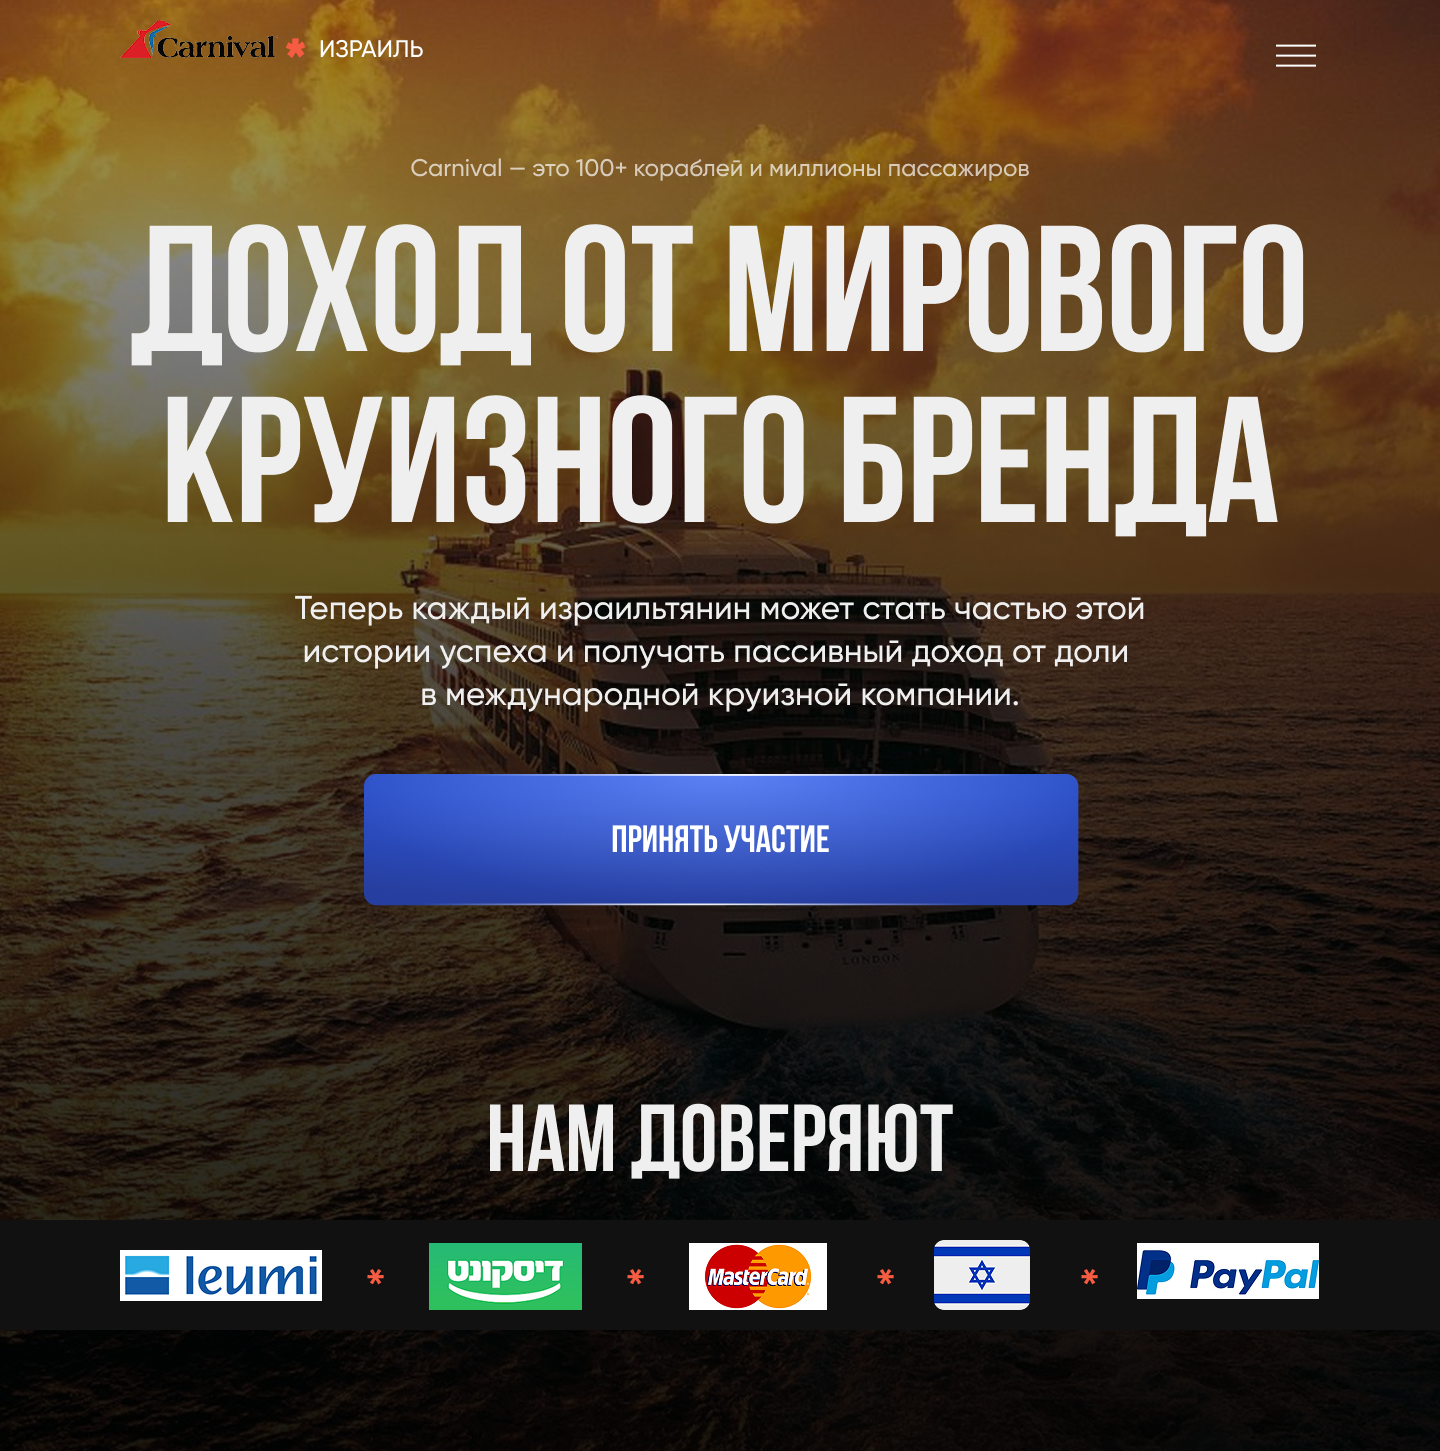 Carnival * ИЗРАИЛЬ
Carnival — это 100+ кораблей и миллионы пассажиров
ДОХОД ОТ МИРОВОГО
КРУИЗНОГО БРЕНДА
Теперь каждый израильтянин может стать частью этой
истории успеха и получать пассивный доход от доли
в международной круизной компании.
ПРИНЯТЬ УЧАСТИЕ
LONDON
НАМ ДОВЕРЯЮТ
leumi * דיסקונט * MasterCard * * PayPal